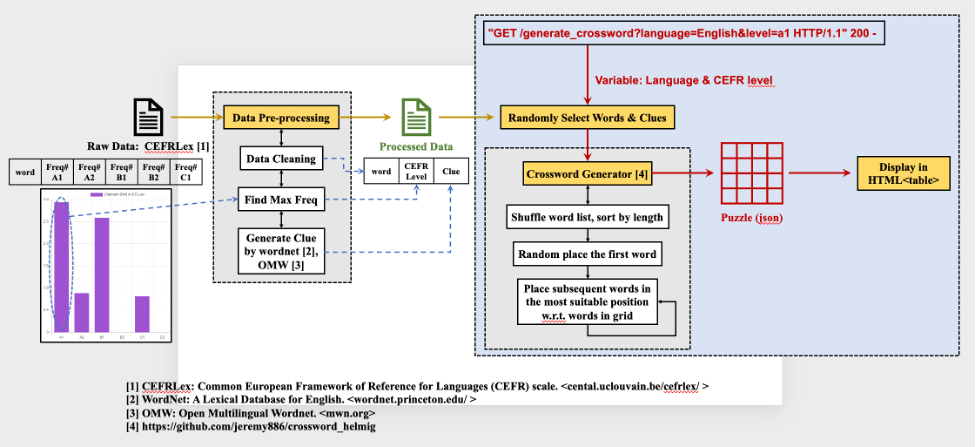 "GET /generate_crossword?language=English&level=a1 HTTP/1.1" 200 -
Variable: Language & CEFR level
Data Pre-processing
Randomly Select Words & Clues
Raw Data: CEFRLex [1]
Processed Data
word
Freq#
A1
Freq#
A2
Freq#
B1
Freq#
B2
Freq#
C1
Data Cleaning
Find Max Freq
Generate Clue
by wordnet [2],
OMW [3]
word
CEFR
Level
Clue
Crossword Generator [4]
Shuffle word list, sort by length
Random place the first word
Place subsequent words in
the most suitable position
w.r.t. words in grid
Puzzle (json)
Display in
HTML<table>
A1
A2
B1
B2
C1
C2
[1] CEFRLex: Common European Framework of Reference for Languages (CEFR) scale. <cental.uclouvain.be/cefrlex/ >
[2] WordNet: A Lexical Database for English. <wordnet.princeton.edu/ >
[3] OMW: Open Multilingual Wordnet. <mwn.org>
[4] https://github.com/jeremy886/crossword_helmig